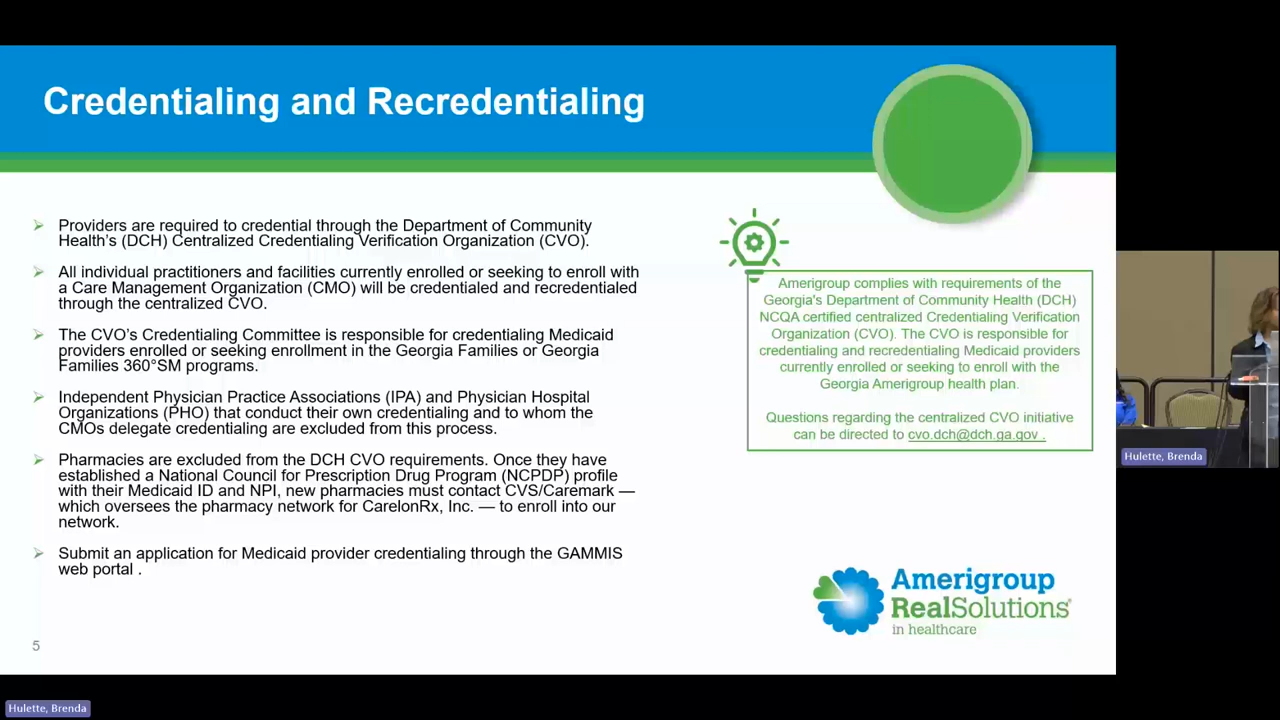 Credentialing and Recredentialing
Providers are required to credential through the Department of Community
Health's (DCH) Centralized Credentialing Verification Organization (CVO).
All individual practitioners and facilities currently enrolled or seeking to enroll with
a Care Management Organization (CMO) will be credentialed and recredentialed
through the centralized CVO.
The CVO's Credentialing Committee is responsible for credentialing Medicaid
providers enrolled or seeking enrollment in the Georgia Families or Georgia
Families 360°SM programs.
Independent Physician Practice Associations (IPA) and Physician Hospital
Organizations (PHO) that conduct their own credentialing and to whom the
CMOs delegate credentialing are excluded from this process.
Pharmacies are excluded from the DCH CVO requirements. Once they have
established a National Council for Prescription Drug Program (NCPDP) profile
with their Medicaid ID and NPI, new pharmacies must contact CVS/Caremark —
which oversees the pharmacy network for CarelonRx, Inc. — to enroll into our
network.
Submit an application for Medicaid provider credentialing through the GAMMIS
web portal .
Amerigroup complies with requirements of the
Georgia's Department of Community Health (DCH)
NCQA certified centralized Credentialing Verification
Organization (CVO). The CVO is responsible for
credentialing and recredentialing Medicaid providers
currently enrolled or seeking to enroll with the
Georgia Amerigroup health plan.
Questions regarding the centralized CVO initiative
can be directed to cvo.dch@dch.ga.gov .
Amerigroup
RealSolutions®
in healthcare
5
Hulette, Brenda
Hulette, Brenda